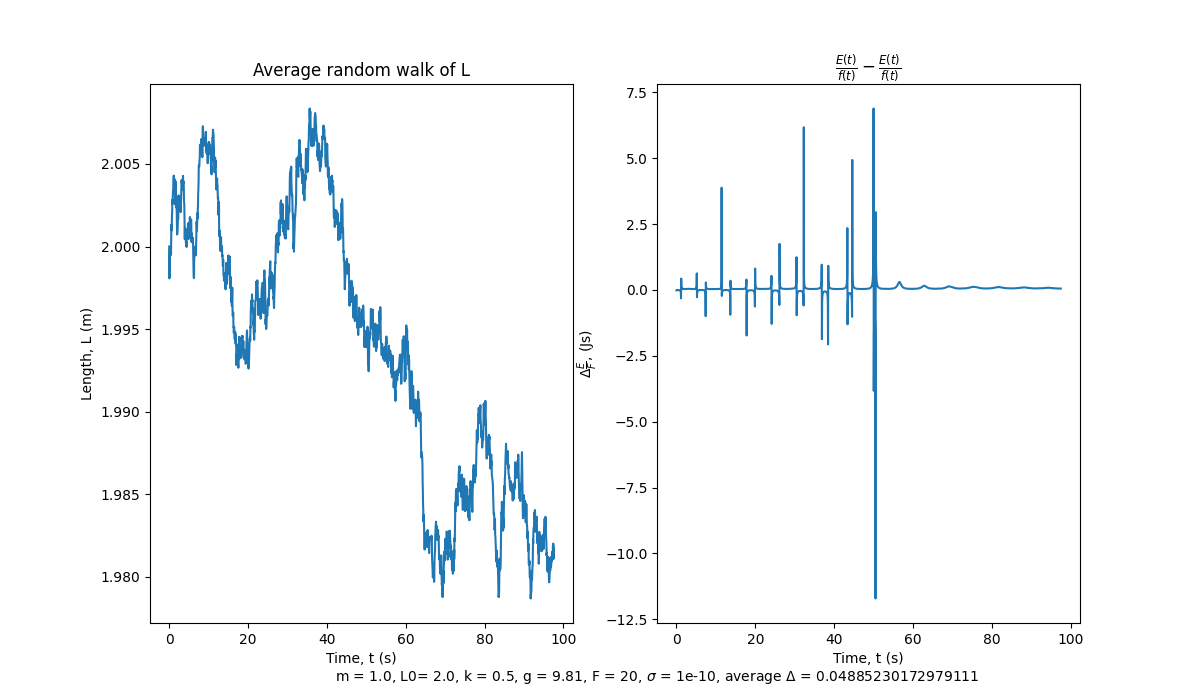 Average random walk of L
Length, L (m)
2.005
2.000
1.995
1.990
1.985
1.980
0 20 40 60 80 100
Time, t (s)
E(t)/f(t) − E(t)/f(t)
Δ E/F, (Js)
7.5
5.0
2.5
0.0
−2.5
−5.0
−7.5
−10.0
−12.5
0 20 40 60 80 100
Time, t (s)
m = 1.0, L0= 2.0, k = 0.5, g = 9.81, F = 20, σ = 1e-10, average Δ = 0.04885230172979111